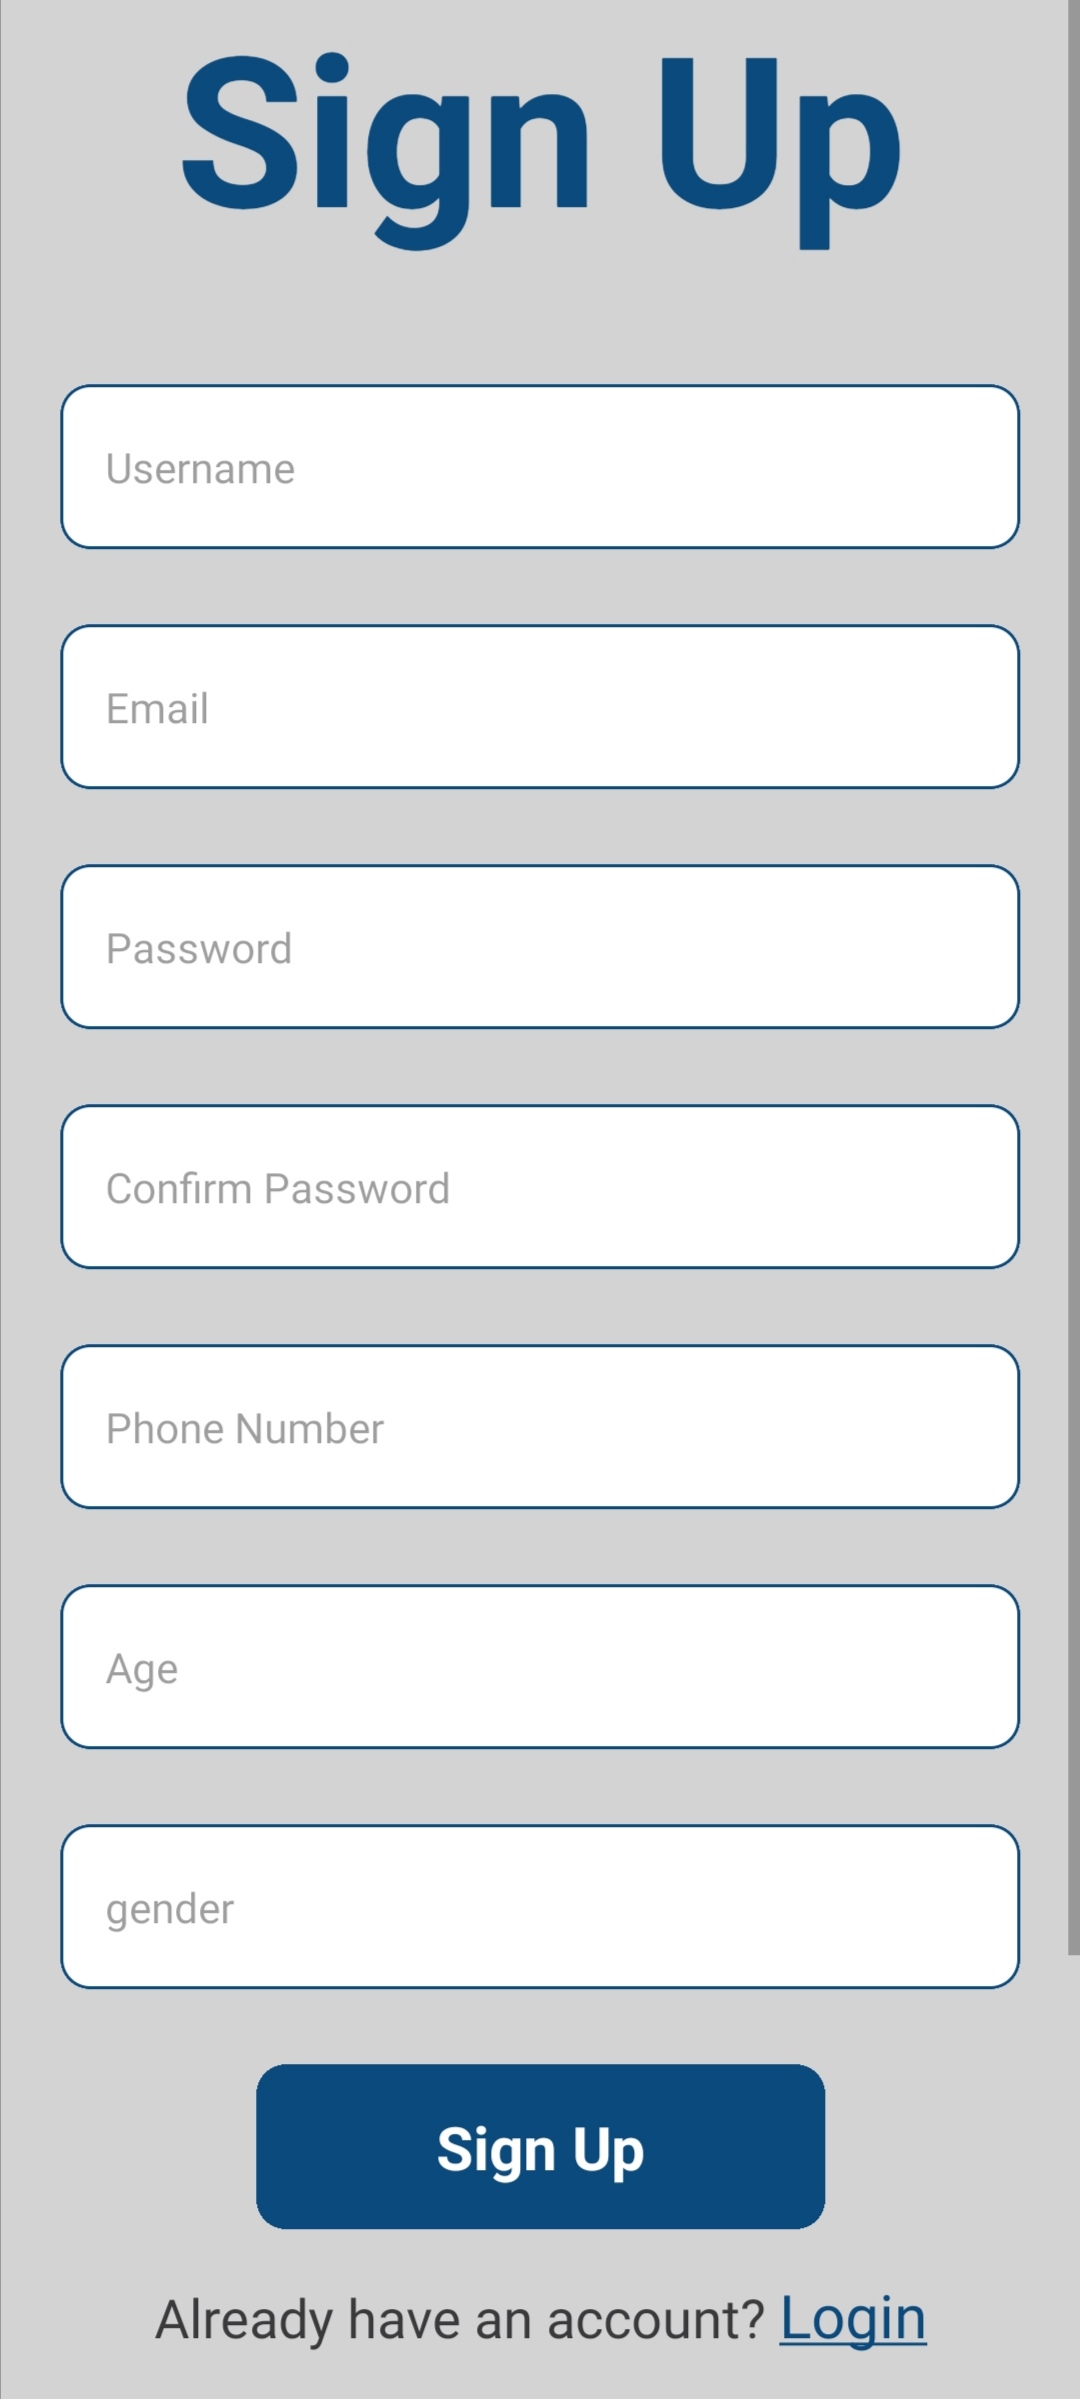 Sign Up
Username
Email
Password
Confirm Password
Phone Number
Age
gender
Sign Up
Already have an account? Login